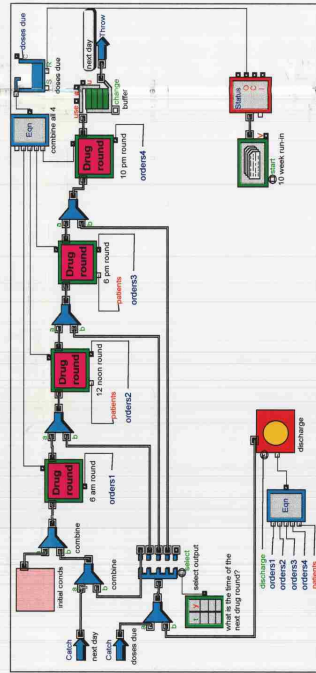 doses due
doses due
R
S
Eqn
combine all 4
next day
Throw
use
u
change
buffer
Drug
round
10 pm round
orders4
a
b
Drug
round
6 pm round
patients
orders3
a
b
Drug
round
12 noon round
patients
orders2
a
b
Drug
round
6 am round
orders1
a
b
combine
initial conds
a
b
combine
Catch
next day
Catch
doses due
a
b
select
select output
y
what is the time of the
next drug round?
Status
O
C
I
V
start
10 week run-in
discharge
Eqn
discharge
orders1
orders2
orders3
orders4
patients